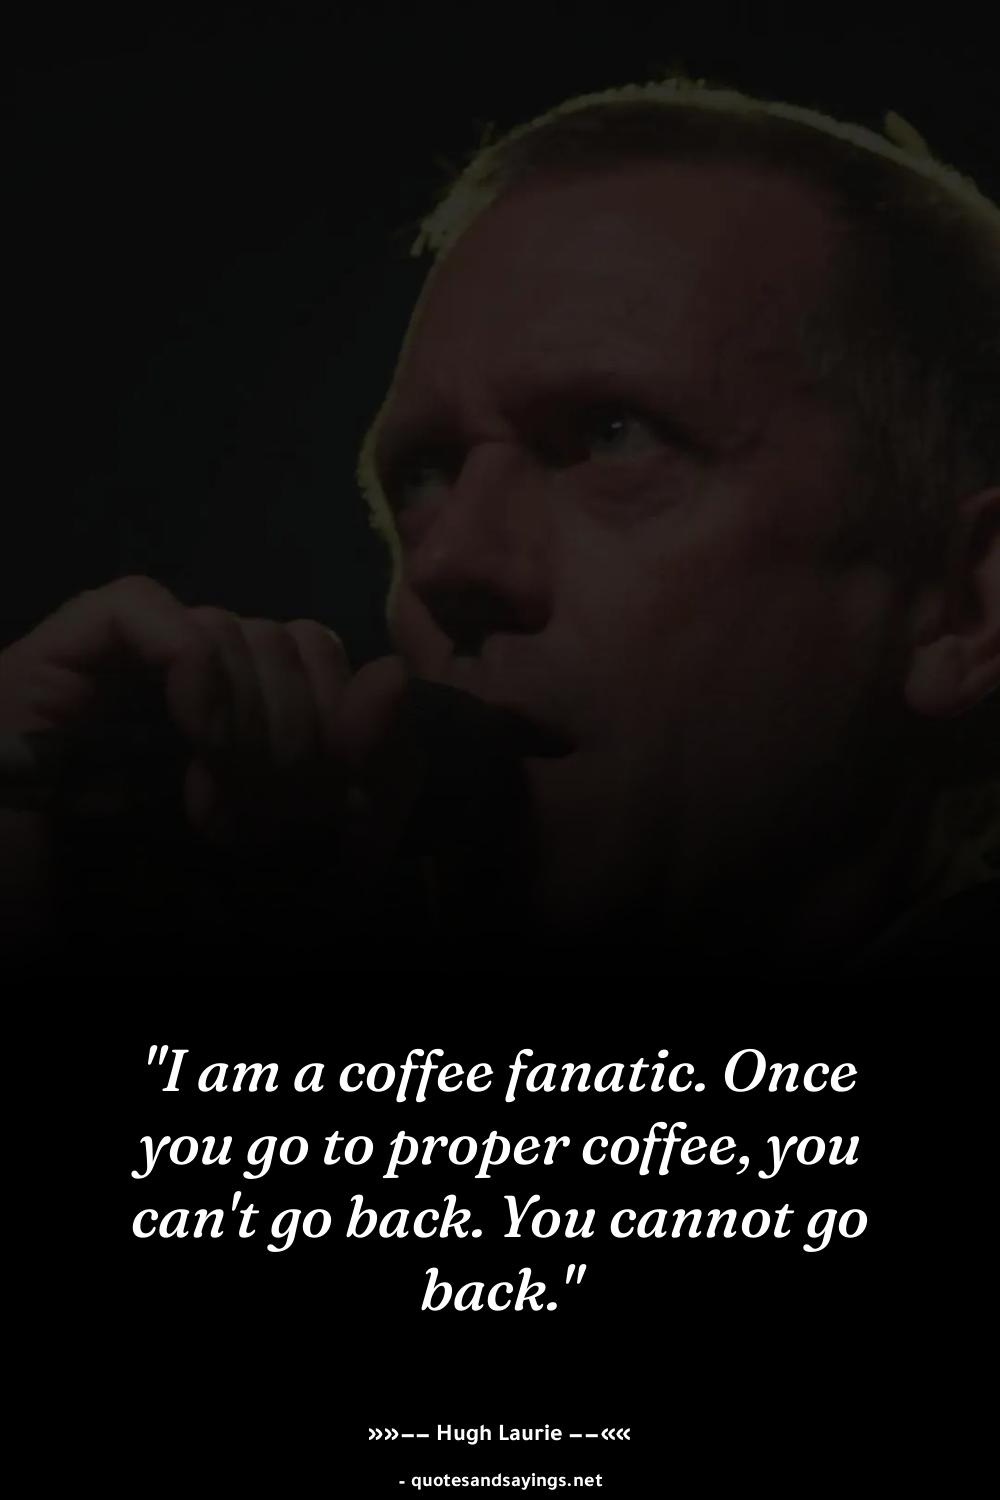 "I am a coffee fanatic. Once
you go to proper coffee, you
can't go back. You cannot go
back."
»»−− Hugh Laurie −−««
- quotesandsayings.net